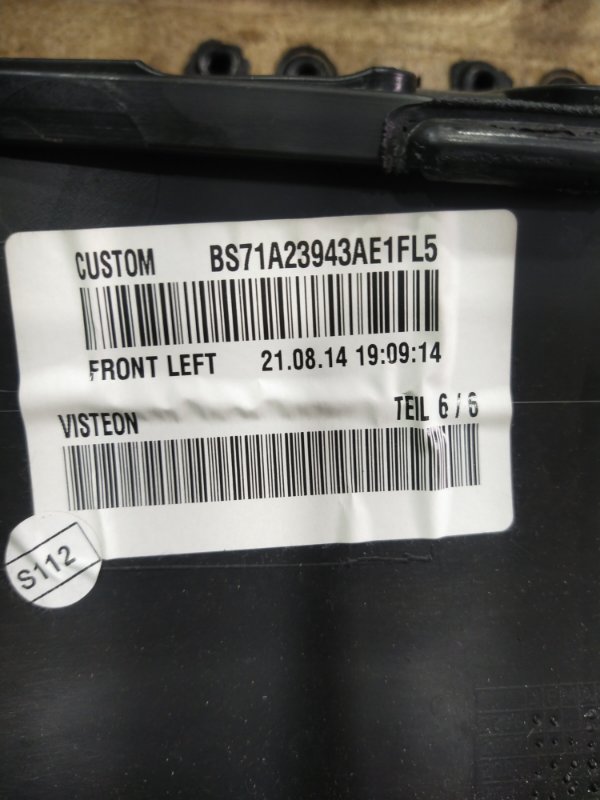 CUSTOM BS71A23943AE1FL5
FRONT LEFT 21.08.14 19:09:14
VISTEON TEIL 6 / 6
S112